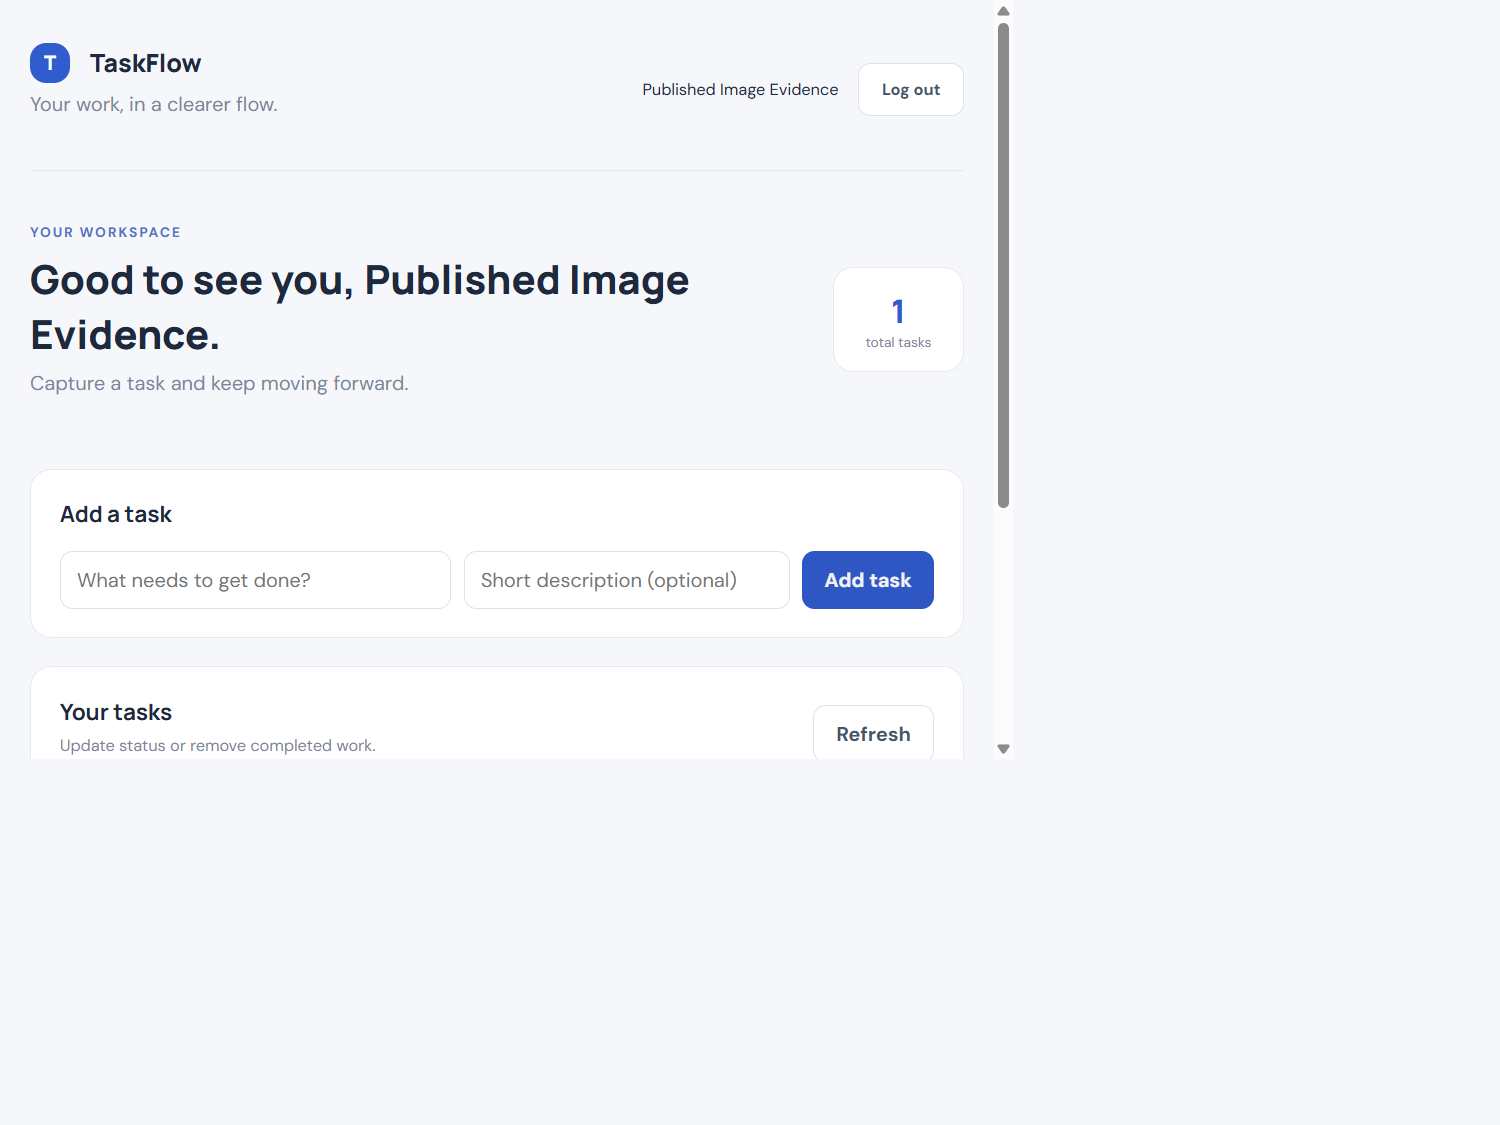 T
TaskFlow
Your work, in a clearer flow.
Published Image Evidence
Log out
YOUR WORKSPACE
Good to see you, Published Image
Evidence.
Capture a task and keep moving forward.
1
total tasks
Add a task
What needs to get done?
Short description (optional)
Add task
Your tasks
Update status or remove completed work.
Refresh